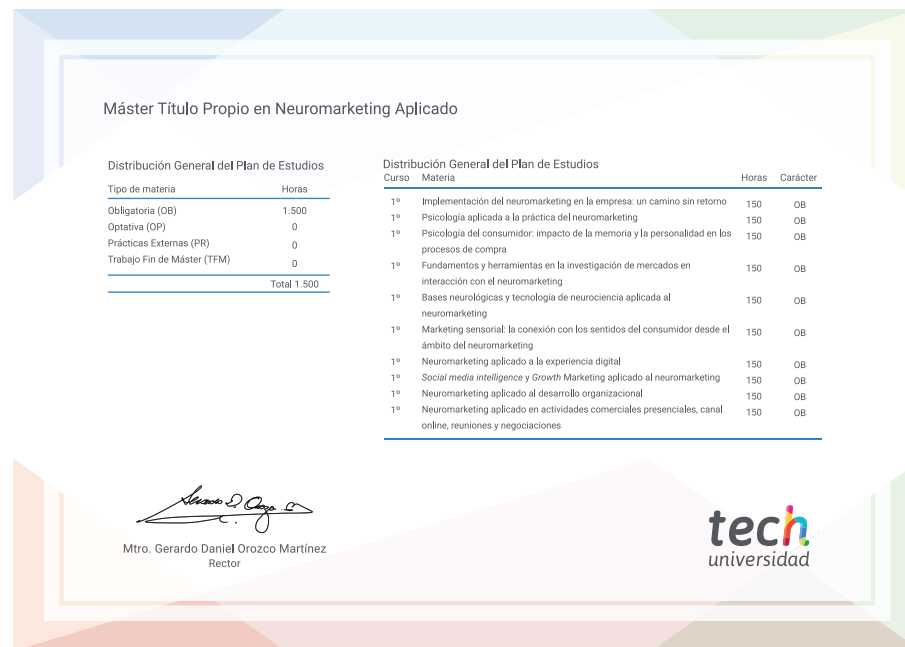 Máster Título Propio en Neuromarketing Aplicado
Distribución General del Plan de Estudios
Tipo de materia Horas
Obligatoria (OB) 1.500
Optativa (OP) 0
Prácticas Externas (PR) 0
Trabajo Fin de Máster (TFM) 0
Total 1.500
Distribución General del Plan de Estudios
Curso Materia Horas Carácter
1º Implementación del neuromarketing en la empresa: un camino sin retorno 150 OB
1º Psicología aplicada a la práctica del neuromarketing 150 OB
1º Psicología del consumidor: impacto de la memoria y la personalidad en los 150 OB
procesos de compra
1º Fundamentos y herramientas en la investigación de mercados en 150 OB
interacción con el neuromarketing
1º Bases neurológicas y tecnología de neurociencia aplicada al 150 OB
neuromarketing
1º Marketing sensorial: la conexión con los sentidos del consumidor desde el 150 OB
ámbito del neuromarketing
1º Neuromarketing aplicado a la experiencia digital 150 OB
1º Social media intelligence y Growth Marketing aplicado al neuromarketing 150 OB
1º Neuromarketing aplicado al desarrollo organizacional 150 OB
1º Neuromarketing aplicado en actividades comerciales presenciales, canal 150 OB
online, reuniones y negociaciones
Mtro. Gerardo Daniel Orozco Martínez
Rector
tech
universidad